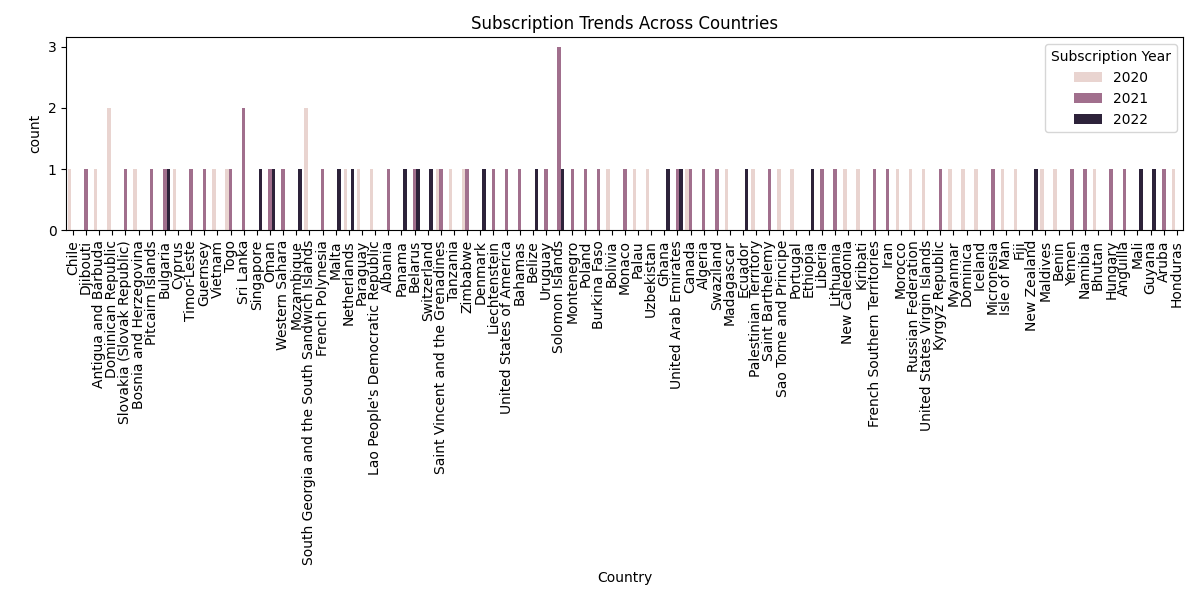 Subscription Trends Across Countries
Subscription Year
2020
2021
2022
count
3
2
1
0
Chile
Djibouti
Antigua and Barbuda
Dominican Republic
Slovakia (Slovak Republic)
Bosnia and Herzegovina
Pitcairn Islands
Bulgaria
Cyprus
Timor-Leste
Guernsey
Vietnam
Togo
Sri Lanka
Singapore
Oman
Western Sahara
Mozambique
South Georgia and the South Sandwich Islands
French Polynesia
Malta
Netherlands
Paraguay
Lao People's Democratic Republic
Albania
Panama
Belarus
Switzerland
Saint Vincent and the Grenadines
Tanzania
Zimbabwe
Denmark
Liechtenstein
United States of America
Bahamas
Belize
Uruguay
Solomon Islands
Montenegro
Poland
Burkina Faso
Bolivia
Monaco
Palau
Uzbekistan
Ghana
United Arab Emirates
Canada
Algeria
Swaziland
Madagascar
Ecuador
Palestinian Territory
Saint Barthelemy
Sao Tome and Principe
Portugal
Ethiopia
Liberia
Lithuania
New Caledonia
Kiribati
French Southern Territories
Iran
Morocco
Russian Federation
United States Virgin Islands
Kyrgyz Republic
Myanmar
Dominica
Iceland
Micronesia
Isle of Man
Fiji
New Zealand
Maldives
Benin
Yemen
Namibia
Bhutan
Hungary
Anguilla
Mali
Guyana
Aruba
Honduras
Country